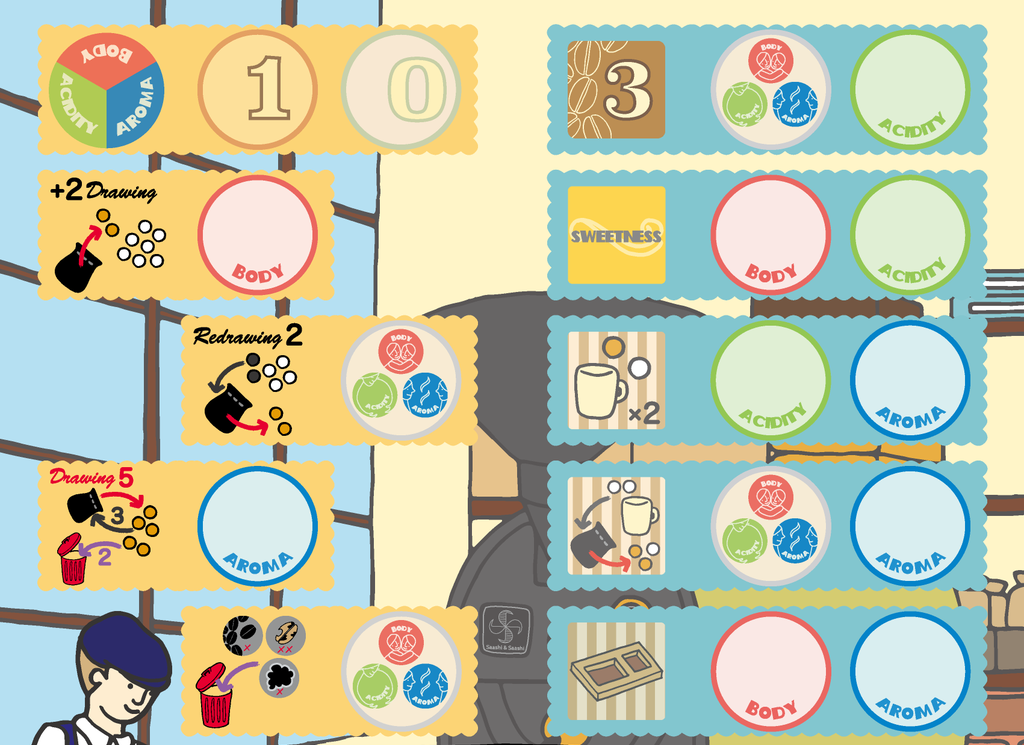 BODY
ACIDITY
AROMA
1
0
+2 Drawing
BODY
Redrawing 2
BODY
ACIDITY
AROMA
Drawing 5
3
2
AROMA
××
×
×
BODY
ACIDITY
AROMA
3
BODY
ACIDITY
AROMA
ACIDITY
SWEETNESS
BODY
ACIDITY
×2
ACIDITY
AROMA
BODY
ACIDITY
AROMA
AROMA
BODY
AROMA
Saashi & Saashi